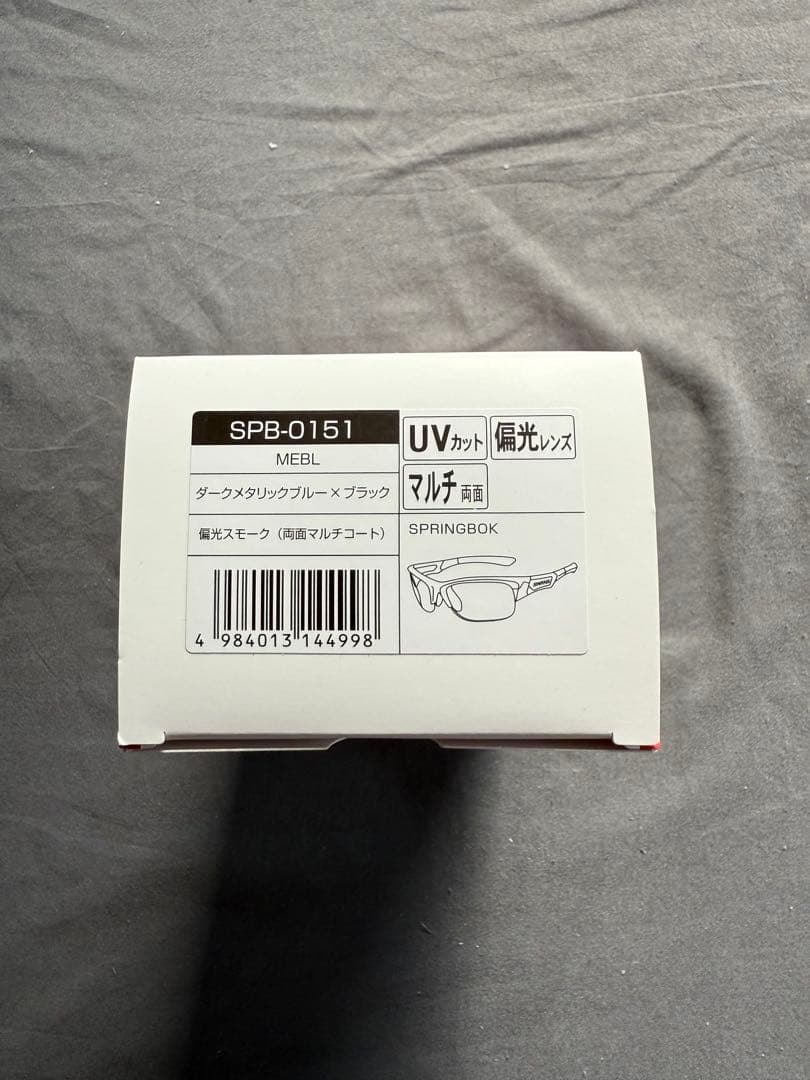 SPB-0151
MEBL
ダークメタリックブルー×ブラック
偏光スモーク（両面マルチコート）
4 984013 144998
UVカット
偏光レンズ
マルチ両面
SPRINGBOK